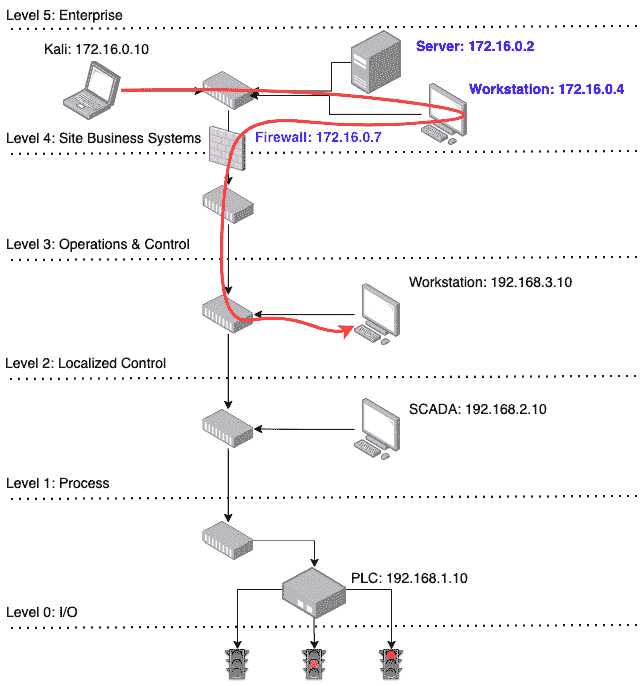 Level 5: Enterprise
Kali: 172.16.0.10
Server: 172.16.0.2
Workstation: 172.16.0.4
Level 4: Site Business Systems
Firewall: 172.16.0.7
Level 3: Operations & Control
Workstation: 192.168.3.10
Level 2: Localized Control
SCADA: 192.168.2.10
Level 1: Process
PLC: 192.168.1.10
Level 0: I/O